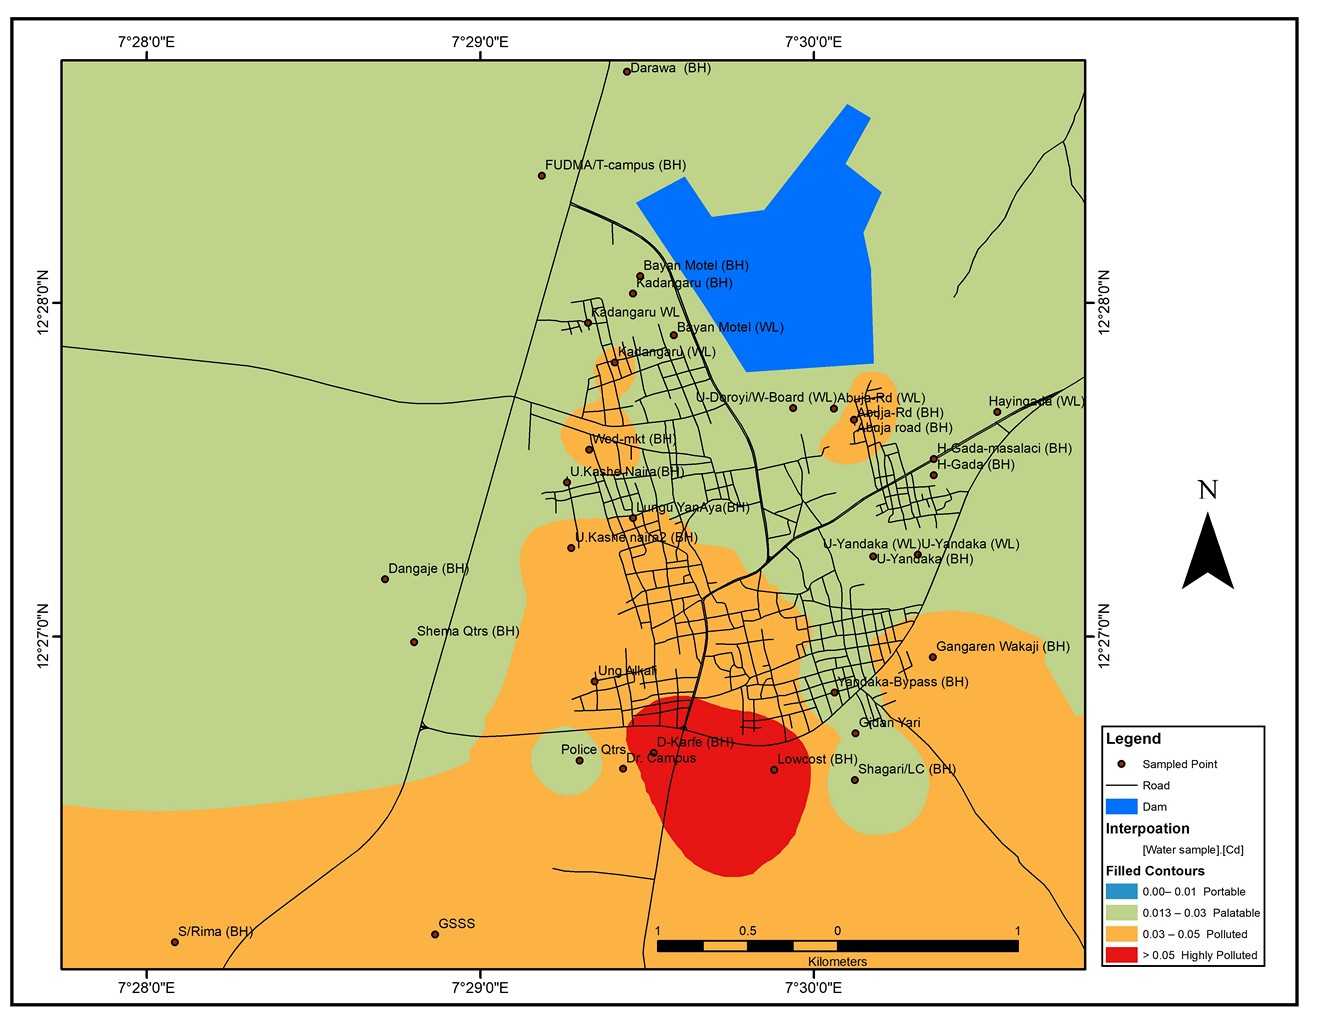 7°28'0"E 7°29'0"E 7°30'0"E
Darawa (BH)
FUDMA/T-campus (BH)
Bayan Motel (BH)
Kadangaru (BH)
12°28'0"N
12°28'0"N
Kadangaru WL
Bayan Motel (WL)
Kadangaru (WL)
U-Doroyi/W-Board (WL) Abuja-Rd (WL)
Hayingada (WL)
Abuja-Rd (BH)
Abuja road (BH)
Wed-mkt (BH)
H-Gada-masalaci (BH)
H-Gada (BH)
U.Kashe Naira(BH)
N
Lungu YanAya(BH)
U.Kashe naira2 (BH)
U-Yandaka (WL) U-Yandaka (WL)
U-Yandaka (BH)
Dangaje (BH)
12°27'0"N
12°27'0"N
Shema Qtrs (BH)
Gangaren Wakaji (BH)
Ung Alkali
Yandaka-Bypass (BH)
Gidan Yari
D-Karfe (BH)
Police Qtrs
Dr. Campus
Lowcost (BH)
Shagari/LC (BH)
S/Rima (BH)
GSSS
1 0.5 0 1
Kilometers
7°28'0"E 7°29'0"E 7°30'0"E
Legend
Sampled Point
Road
Dam
Interpoation
[Water sample].[Cd]
Filled Contours
0.00– 0.01 Portable
0.013 – 0.03 Palatable
0.03 – 0.05 Polluted
> 0.05 Highly Polluted